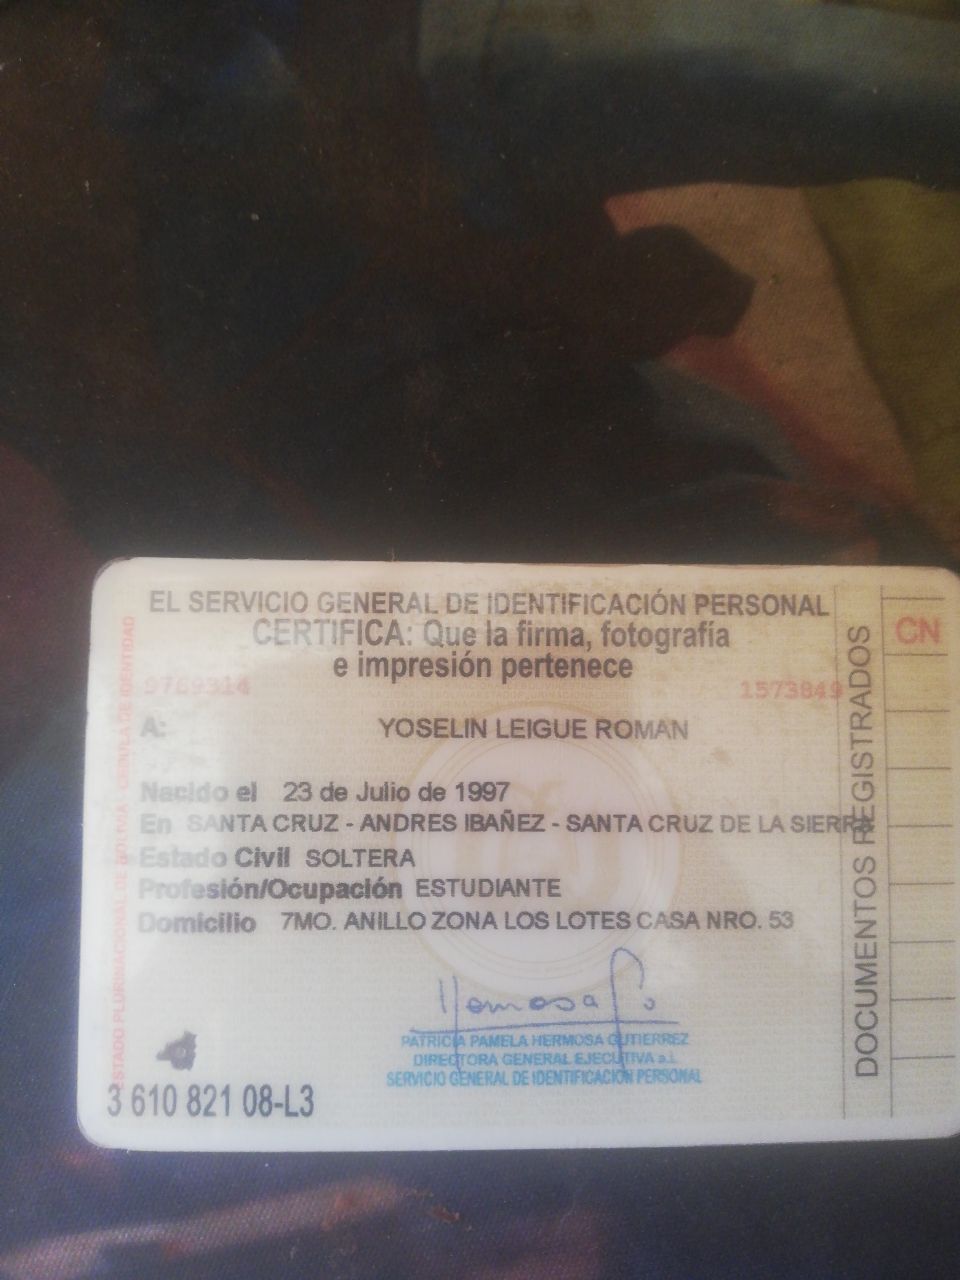 EL SERVICIO GENERAL DE IDENTIFICACIÓN PERSONAL
CERTIFICA: Que la firma, fotografía
e impresión pertenece
9769314 1573849
A: YOSELIN LEIGUE ROMAN
Nacido el 23 de Julio de 1997
En SANTA CRUZ - ANDRES IBAÑEZ - SANTA CRUZ DE LA SIERRA
Estado Civil SOLTERA
Profesión/Ocupación ESTUDIANTE
Domicilio 7MO. ANILLO ZONA LOS LOTES CASA NRO. 53
PATRICIA PAMELA HERMOSA GUTIERREZ
DIRECTORA GENERAL EJECUTIVA a.i.
SERVICIO GENERAL DE IDENTIFICACIÓN PERSONAL
3 610 821 08-L3
ESTADO PLURINACIONAL DE BOLIVIA - CEDULA DE IDENTIDAD
DOCUMENTOS REGISTRADOS
CN